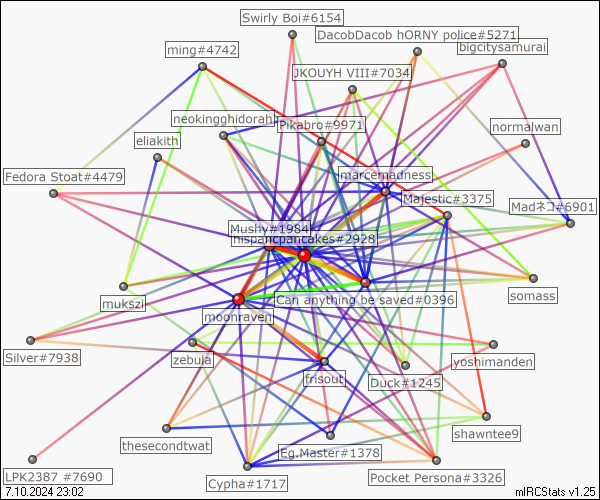 Swirly Boi#6154
DacobDacob hORNY police#5271
ming#4742
bigcitysamurai
JKOUYH VIII#7034
neokingghidorah
Pikabro#9971
eliakith
normalwan
Fedora Stoat#4479
marcemadness
Majestic#3375
Madネコ#6901
Mushy#1984
hispanicpancakes#2928
mukszi
Can anything be saved#0396
somass
moonraven
Silver#7938
zebula
yoshimanden
frisout
Duck#1245
shawntee9
thesecondtwat
Eg.Master#1378
LPK2387 #7690
Cypha#1717
Pocket Persona#3326
7.10.2024 23:02
mIRCStats v1.25